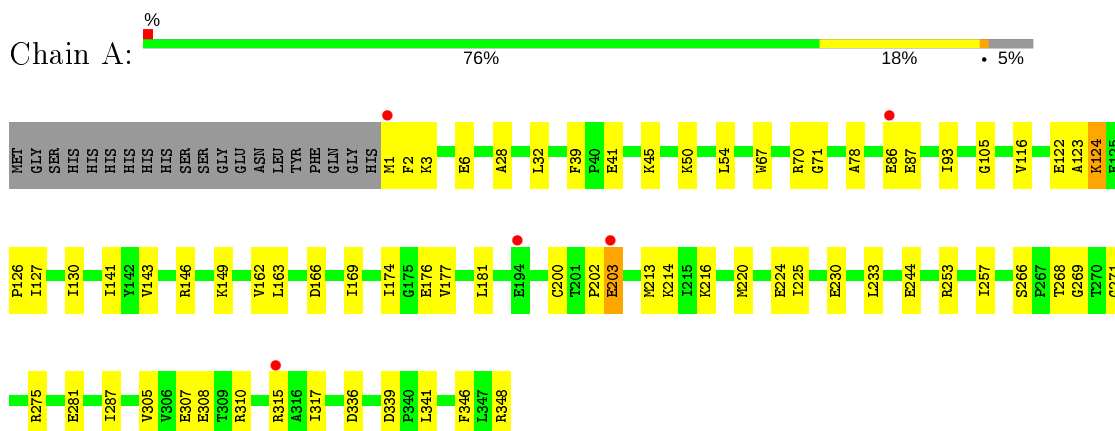 %
Chain A:
76% 18% • 5%
MET GLY SER HIS HIS HIS HIS HIS HIS SER SER GLY GLU ASN LEU TYR PHE GLN GLY HIS M1 F2 K3 E6 A28 L32 F39 P40 E41 K45 K50 L54 W67 R70 G71 A78 E86 E87 I93 G105 V116 E122 A123 K124
P126 I127 I130 I141 Y142 V143 R146 K149 V162 L163 D166 I169 I174 G175 E176 V177 L181 E194 C200 T201 P202 E203 M213 K214 I215 K216 M220 E224 I225 E230 L233 E244 R253 I257 S266 P267 T268 G269 T270
R275 E281 I287 V305 V306 E307 E308 T309 R310 R315 A316 I317 D336 D339 P340 L341 F346 L347 R348